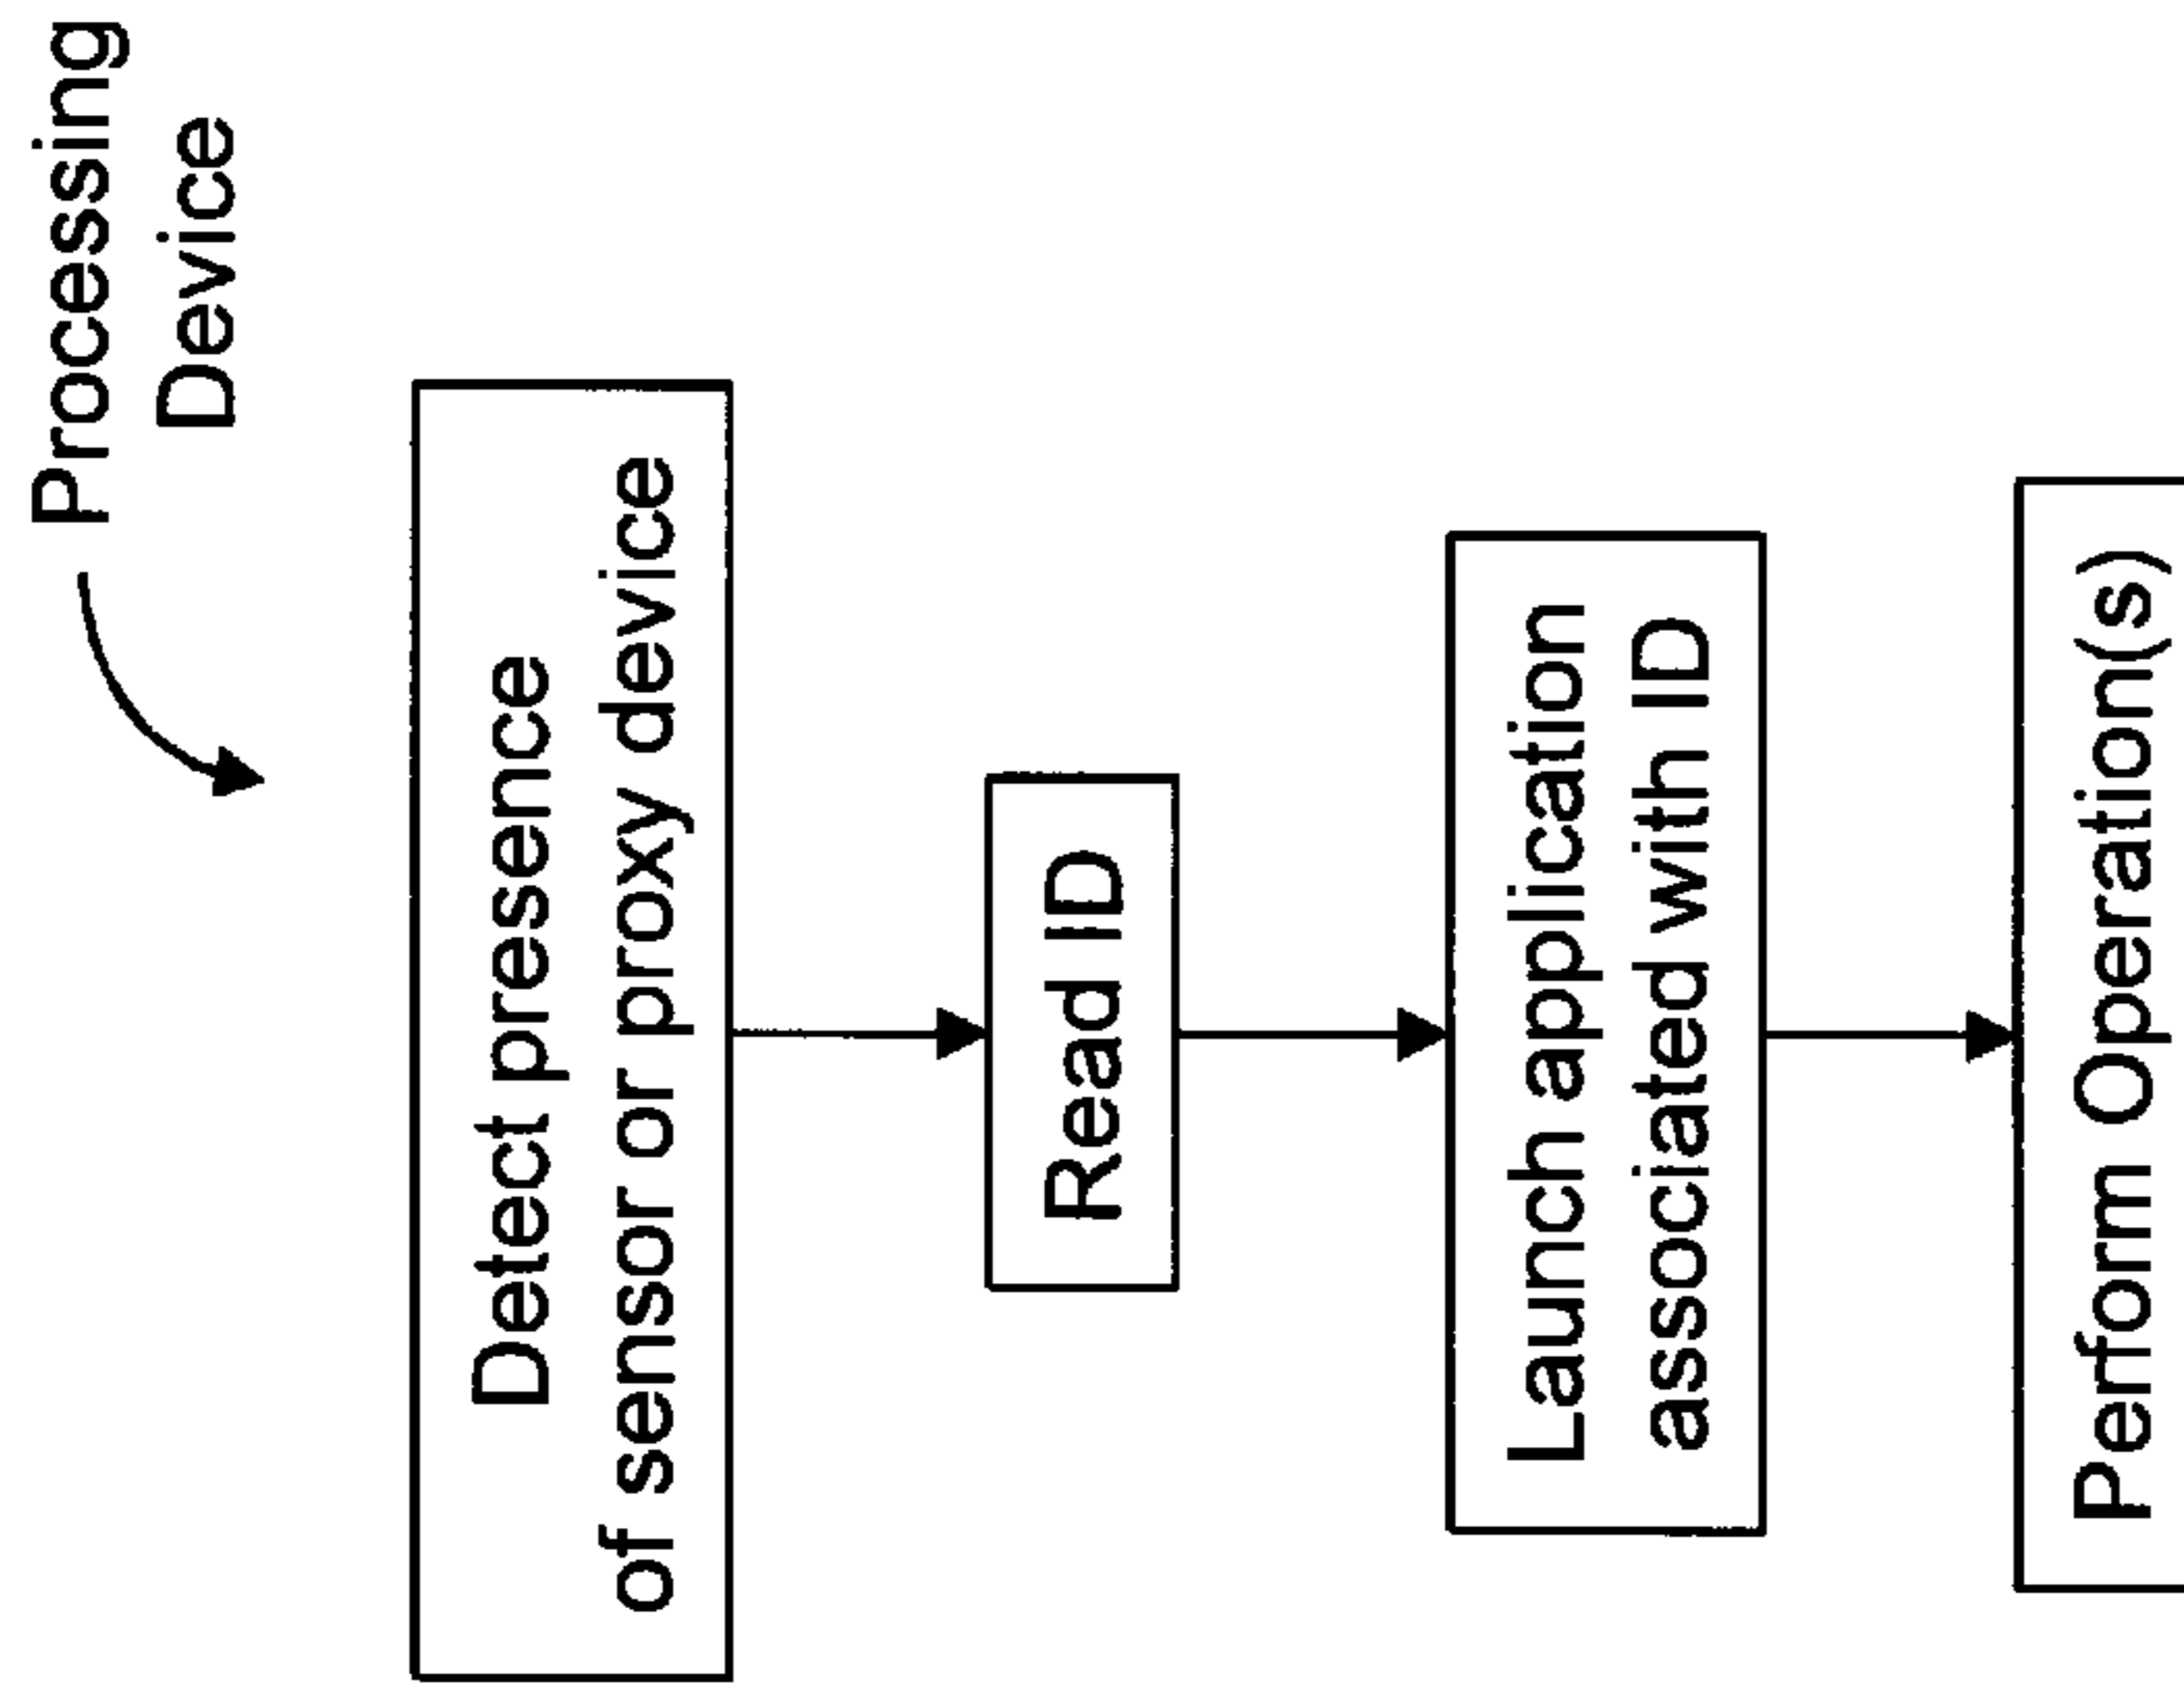 Processing
Device
Detect presence
of sensor or proxy device
Read ID
Launch application
associated with ID
Perform Operation(s)